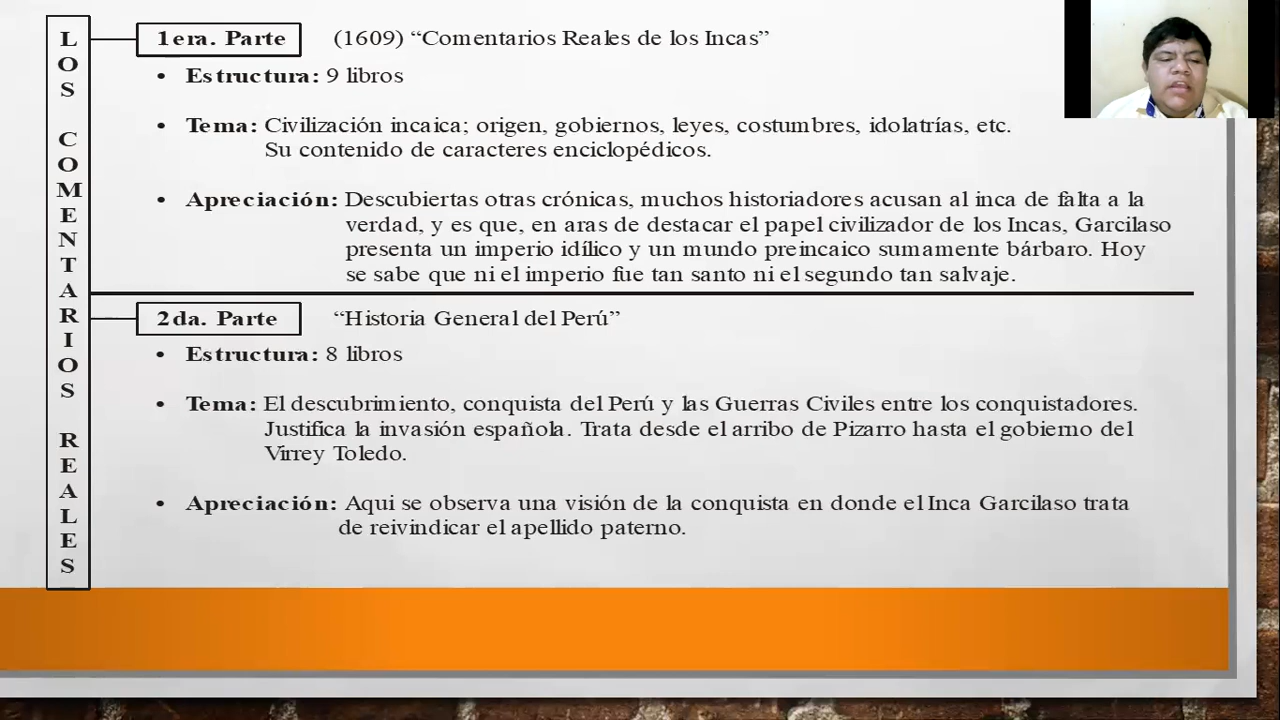 LOS COMENTARIOS REALES
1era. Parte (1609) “Comentarios Reales de los Incas”
• Estructura: 9 libros
• Tema: Civilización incaica; origen, gobiernos, leyes, costumbres, idolatrías, etc.
Su contenido de caracteres enciclopédicos.
• Apreciación: Descubiertas otras crónicas, muchos historiadores acusan al inca de falta a la
verdad, y es que, en aras de destacar el papel civilizador de los Incas, Garcilaso
presenta un imperio idílico y un mundo preincaico sumamente bárbaro. Hoy
se sabe que ni el imperio fue tan santo ni el segundo tan salvaje.
2da. Parte “Historia General del Perú”
• Estructura: 8 libros
• Tema: El descubrimiento, conquista del Perú y las Guerras Civiles entre los conquistadores.
Justifica la invasión española. Trata desde el arribo de Pizarro hasta el gobierno del
Virrey Toledo.
• Apreciación: Aqui se observa una visión de la conquista en donde el Inca Garcilaso trata
de reivindicar el apellido paterno.